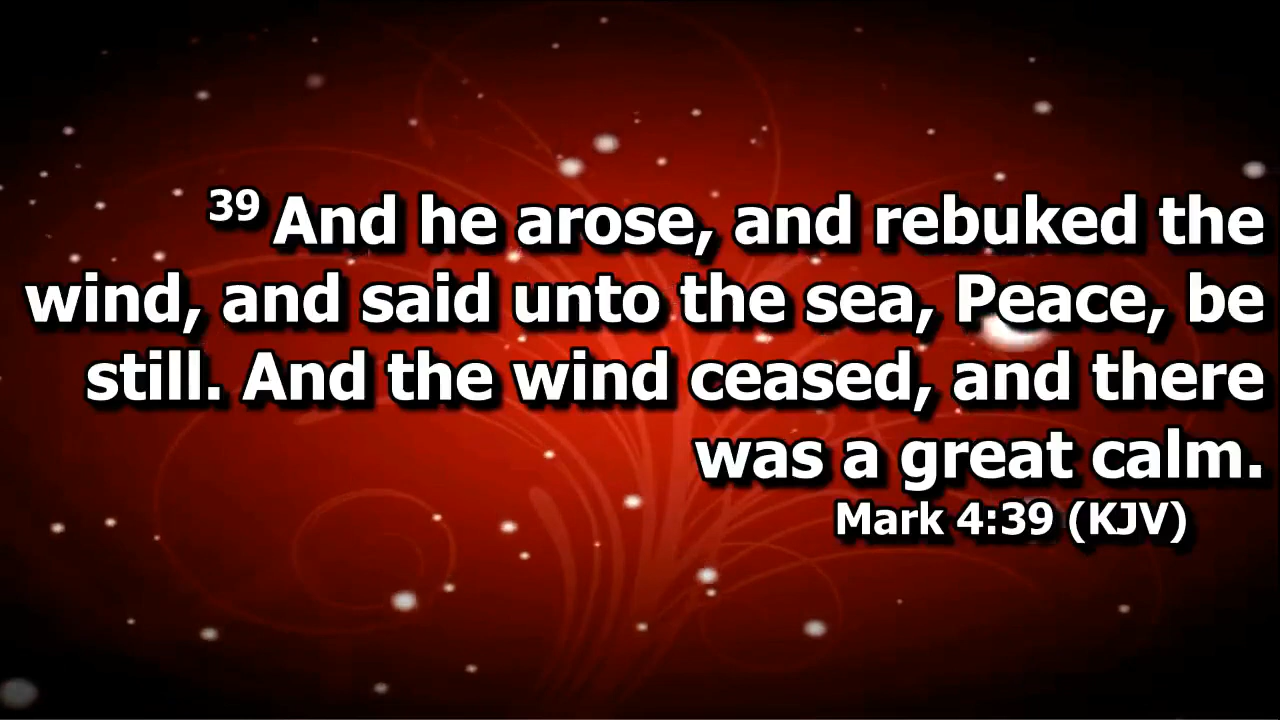 39 And he arose, and rebuked the
wind, and said unto the sea, Peace, be
still. And the wind ceased, and there
was a great calm.
Mark 4:39 (KJV)